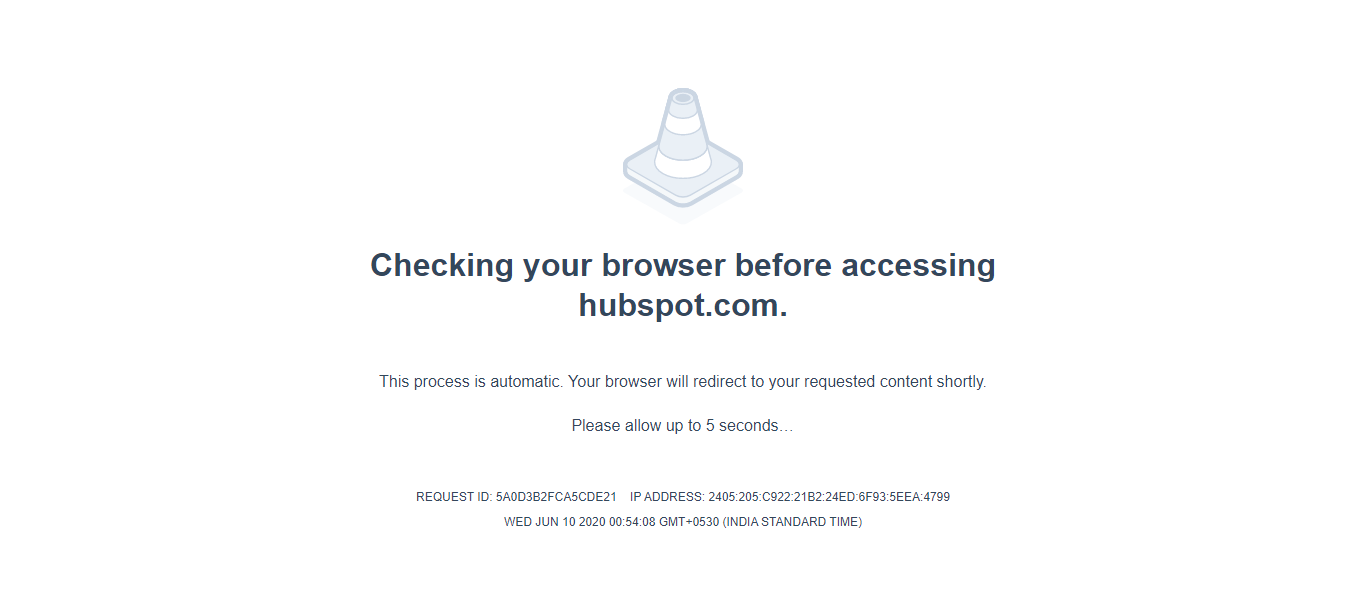 Checking your browser before accessing
hubspot.com.
This process is automatic. Your browser will redirect to your requested content shortly.
Please allow up to 5 seconds…
REQUEST ID: 5A0D3B2FCA5CDE21 IP ADDRESS: 2405:205:C922:21B2:24ED:6F93:5EEA:4799
WED JUN 10 2020 00:54:08 GMT+0530 (INDIA STANDARD TIME)